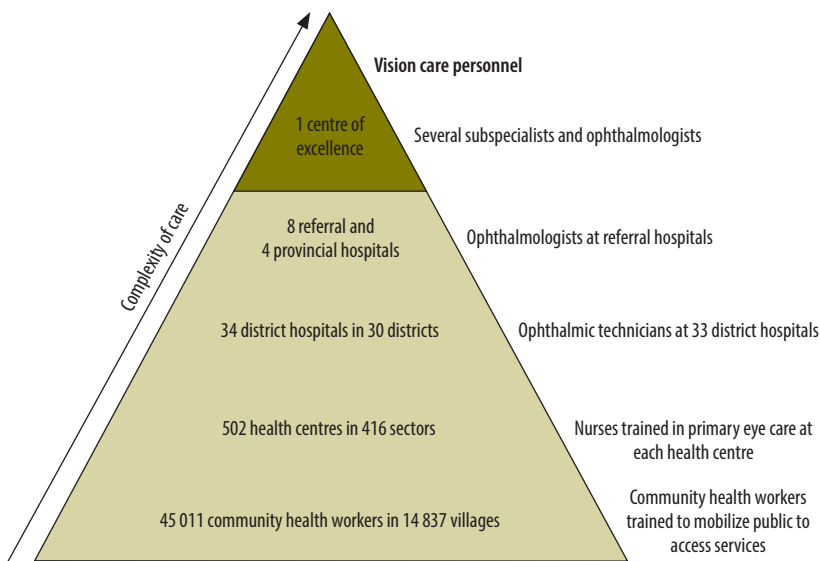 Vision care personnel
1 centre of
excellence
Several subspecialists and ophthalmologists
Complexity of care
8 referral and
4 provincial hospitals
Ophthalmologists at referral hospitals
34 district hospitals in 30 districts
Ophthalmic technicians at 33 district hospitals
502 health centres in 416 sectors
Nurses trained in primary eye care at
each health centre
45 011 community health workers in 14 837 villages
Community health workers
trained to mobilize public to
access services